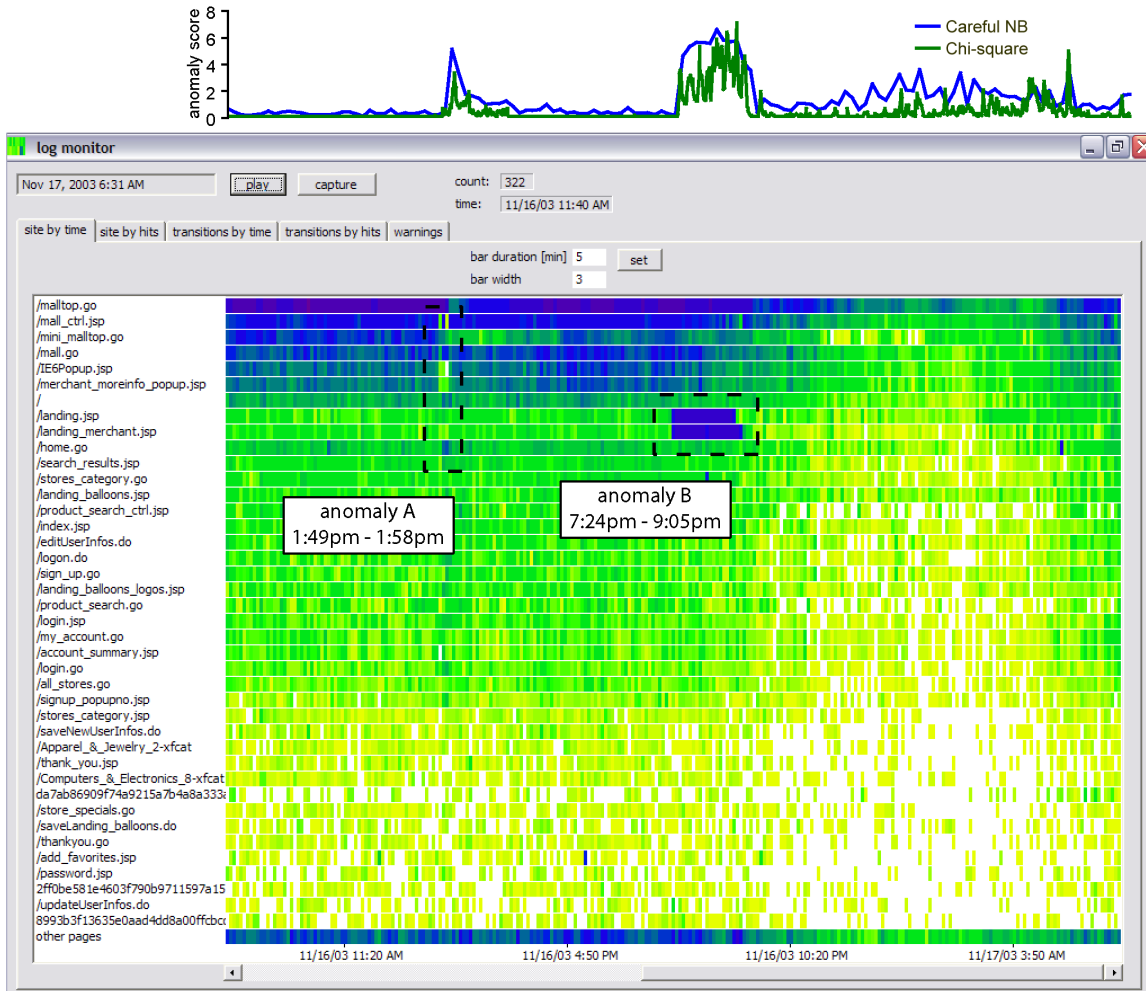 8
6
4
2
0
anomaly score
Careful NB
Chi-square
log monitor
Nov 17, 2003 6:31 AM
play
capture
count: 322
time: 11/16/03 11:40 AM
site by time
site by hits
transitions by time
transitions by hits
warnings
bar duration [min] 5
set
bar width 3
/malltop.go
/mall_ctrl.jsp
/mini_malltop.go
/mall.go
/IE6Popup.jsp
/merchant_moreinfo_popup.jsp
/
/landing.jsp
/landing_merchant.jsp
/home.go
/search_results.jsp
/stores_category.go
/landing_balloons.jsp
/product_search_ctrl.jsp
/index.jsp
/editUserInfos.do
/logon.do
/sign_up.go
/landing_balloons_logos.jsp
/product_search.go
/login.jsp
/my_account.go
/account_summary.jsp
/login.go
/all_stores.go
/signup_popupno.jsp
/stores_category.jsp
/saveNewUserInfos.do
/Apparel_&_Jewelry_2-xfcat
/thank_you.jsp
/Computers_&_Electronics_8-xfcat
da7ab86909f74a9215a7b4a8a333a
/store_specials.go
/saveLanding_balloons.do
/thankyou.go
/add_favorites.jsp
/password.jsp
2ff0be581e4603f790b9711597a15
/updateUserInfos.do
8993b3f13635e0aad4dd8a00ffcbcc
other pages
anomaly A
1:49pm - 1:58pm
anomaly B
7:24pm - 9:05pm
11/16/03 11:20 AM
11/16/03 4:50 PM
11/16/03 10:20 PM
11/17/03 3:50 AM